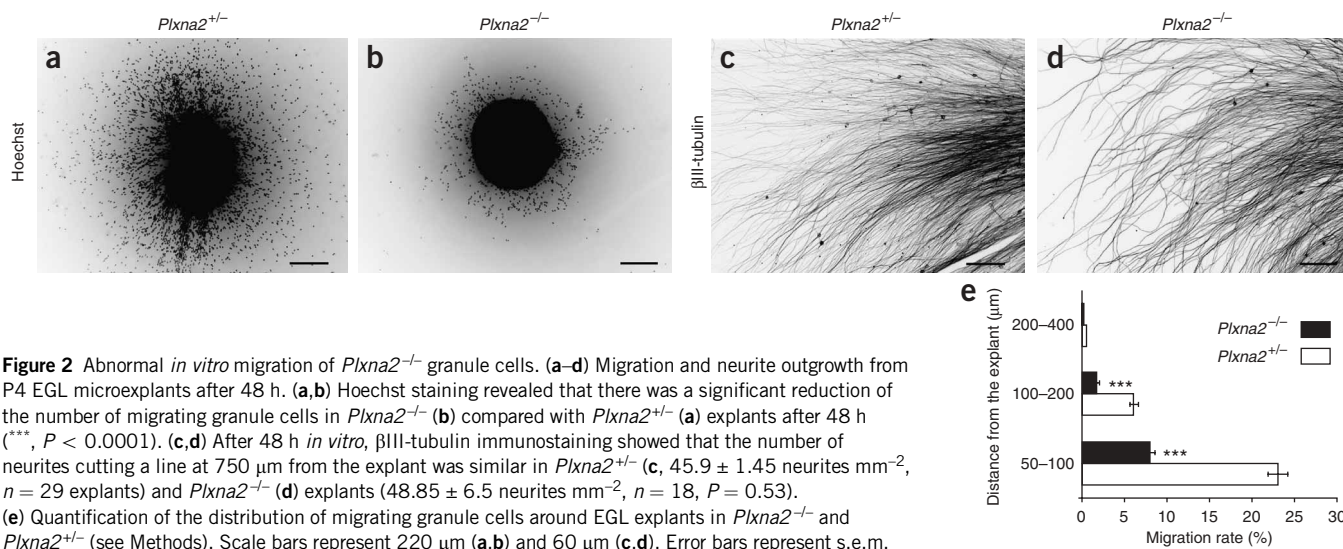 Plxna2+/–
Plxna2–/–
Plxna2+/–
Plxna2–/–
a
b
c
d
Hoechst
βIII-tubulin
e
Distance from the explant (μm)
200–400
100–200
50–100
***
***
Plxna2–/–
Plxna2+/–
0
5
10
15
20
25
30
Migration rate (%)
Figure 2 Abnormal in vitro migration of Plxna2–/– granule cells. (a–d) Migration and neurite outgrowth from
P4 EGL microexplants after 48 h. (a,b) Hoechst staining revealed that there was a significant reduction of
the number of migrating granule cells in Plxna2–/– (b) compared with Plxna2+/– (a) explants after 48 h
(***, P < 0.0001). (c,d) After 48 h in vitro, βIII-tubulin immunostaining showed that the number of
neurites cutting a line at 750 μm from the explant was similar in Plxna2+/– (c, 45.9 ± 1.45 neurites mm–2,
n = 29 explants) and Plxna2–/– (d) explants (48.85 ± 6.5 neurites mm–2, n = 18, P = 0.53).
(e) Quantification of the distribution of migrating granule cells around EGL explants in Plxna2–/– and
Plxna2+/– (see Methods). Scale bars represent 220 μm (a,b) and 60 μm (c,d). Error bars represent s.e.m.